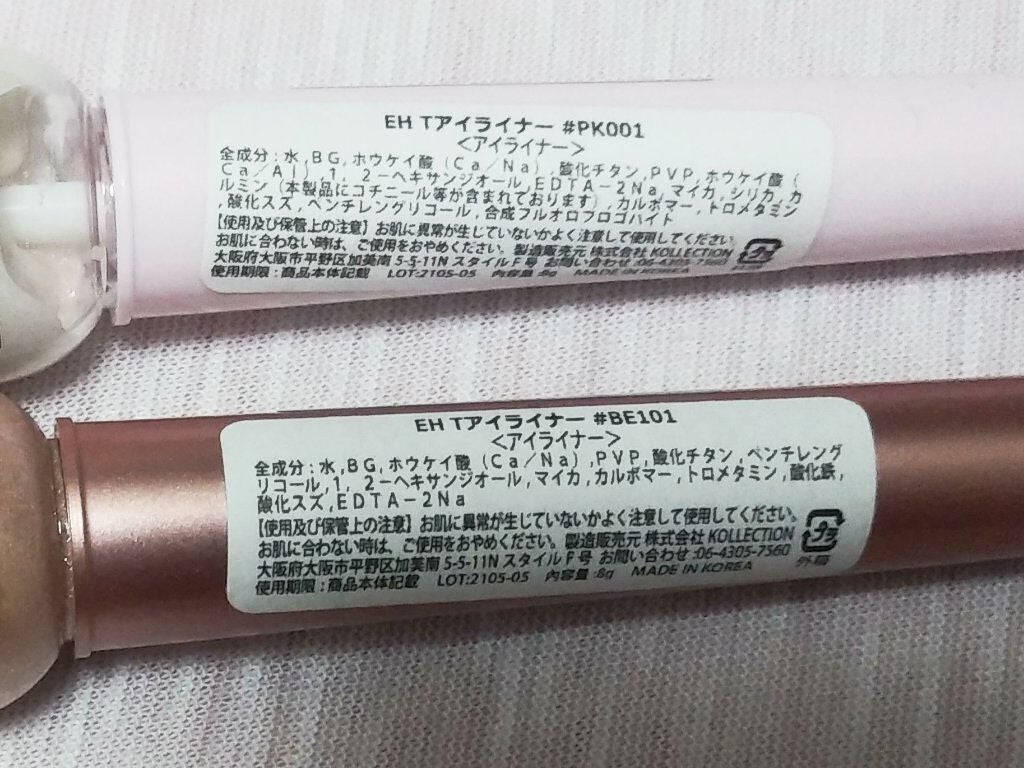 EH Tアイライナー #PK001
<アイライナー>
全成分:水,BG,ホウケイ酸(Ca/Na),酸化チタン,PVP,ホウケイ酸(
Ca/Al),1,2-ヘキサンジオール,EDTA-2Na,マイカ,シリカ,カ
ルミン(本製品にコチニール等が含まれております),カルボマー,トロメタミン
,酸化スズ,ペンチレングリコール,合成フルオロフロゴパイト
【使用及び保管上の注意】お肌に異常が生じていないかよく注意して使用してください。
お肌に合わない時は、ご使用をおやめください。製造販売元 株式会社 KOLLECTION
大阪府大阪市平野区加美南 5-5-11N スタイルF号 お問い合わせ:06-4305-7560
使用期限:商品本体記載 LOT:2105-05 内容量:8g MADE IN KOREA
プラ
外箱
EH Tアイライナー #BE101
<アイライナー>
全成分:水,BG,ホウケイ酸(Ca/Na),PVP,酸化チタン,ペンチレング
リコール,1,2-ヘキサンジオール,マイカ,カルボマー,トロメタミン,酸化鉄,
酸化スズ,EDTA-2Na
【使用及び保管上の注意】お肌に異常が生じていないかよく注意して使用してください。
お肌に合わない時は、ご使用をおやめください。製造販売元 株式会社 KOLLECTION
大阪府大阪市平野区加美南 5-5-11N スタイルF号 お問い合わせ:06-4305-7560
使用期限:商品本体記載 LOT:2105-05 内容量:8g MADE IN KOREA
プラ
外箱